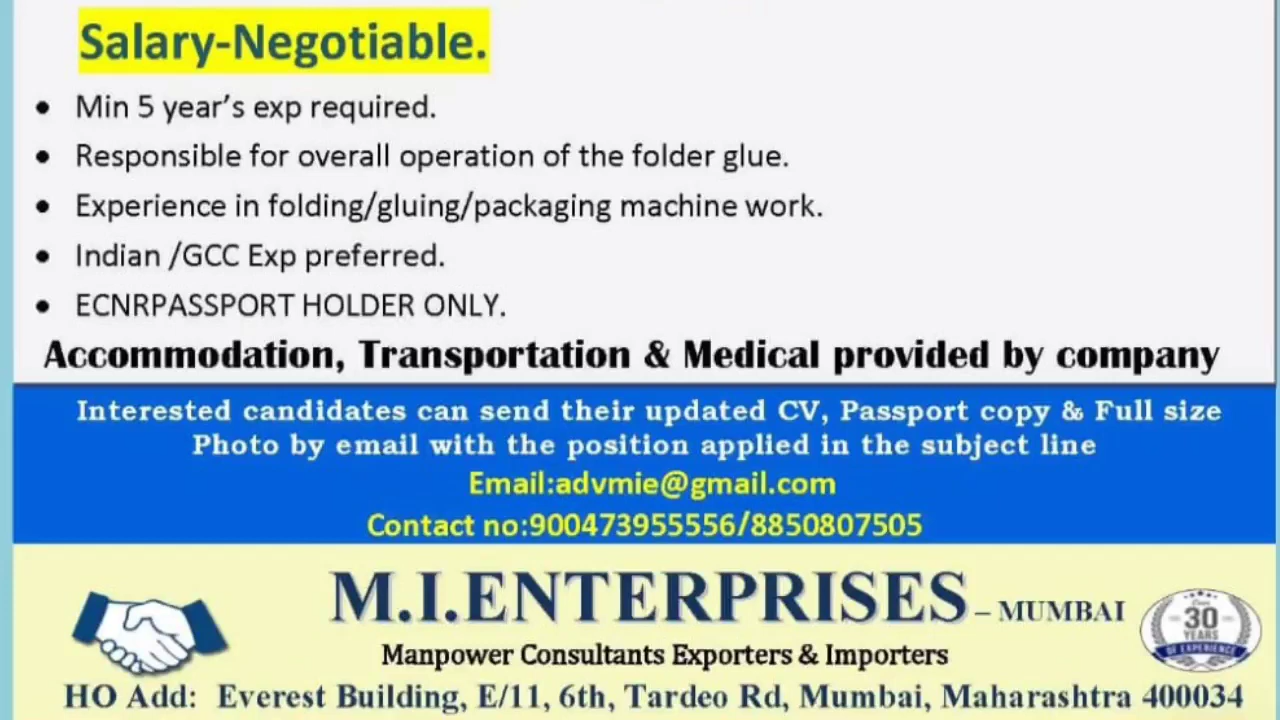 Salary-Negotiable.
• Min 5 year's exp required.
• Responsible for overall operation of the folder glue.
• Experience in folding/gluing/packaging machine work.
• Indian /GCC Exp preferred.
• ECNRPASSPORT HOLDER ONLY.
Accommodation, Transportation & Medical provided by company
Interested candidates can send their updated CV, Passport copy & Full size
Photo by email with the position applied in the subject line
Email:advmie@gmail.com
Contact no:900473955556/8850807505
M.I.ENTERPRISES – MUMBAI
Over
30
YEARS
OF EXPERIENCE
Manpower Consultants Exporters & Importers
HO Add: Everest Building, E/11, 6th, Tardeo Rd, Mumbai, Maharashtra 400034